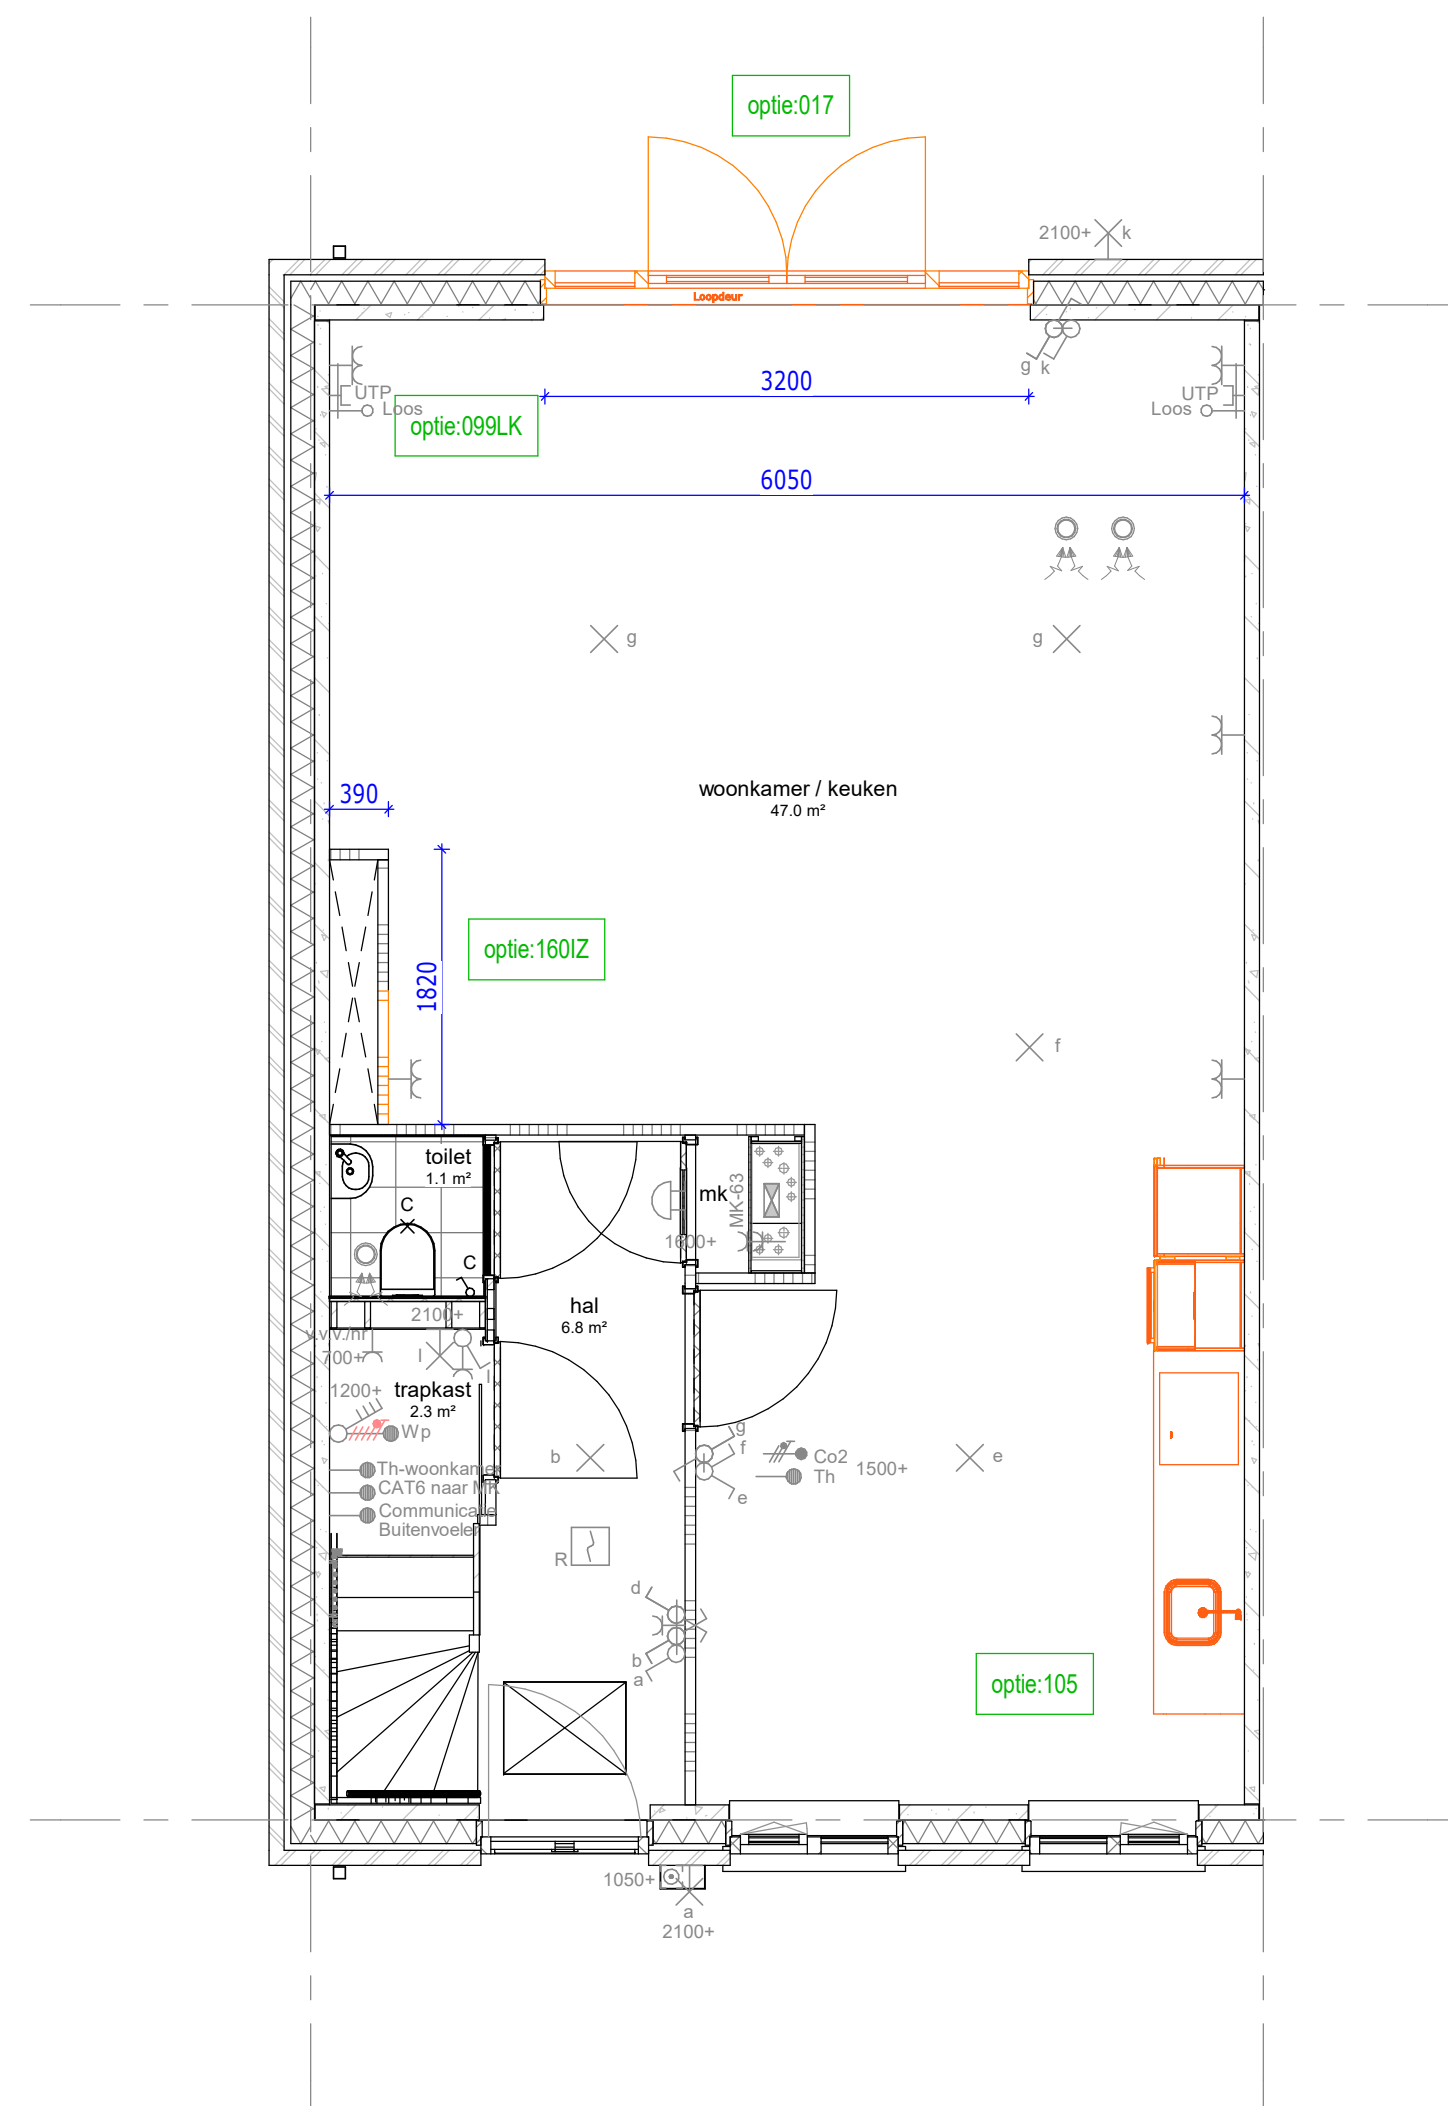 optie:017
2100+ k
Loopdeur
g k
UTP
Loos
UTP
Loos
3200
optie:099LK
6050
g
g
woonkamer / keuken
47.0 m²
390
optie:160IZ
1820
f
toilet
1.1 m²
C
C
mk
MK-63
1600+
hal
6.8 m²
2100+
v.v.v./nr
700+
l
l
1200+
trapkast
2.3 m²
Wp
Th-woonkamer
CAT6 naar MK
Communicatie
Buitenvoeler
b
g
f
e
Co2
Th
1500+
e
R
d
b
a
optie:105
1050+
a
2100+